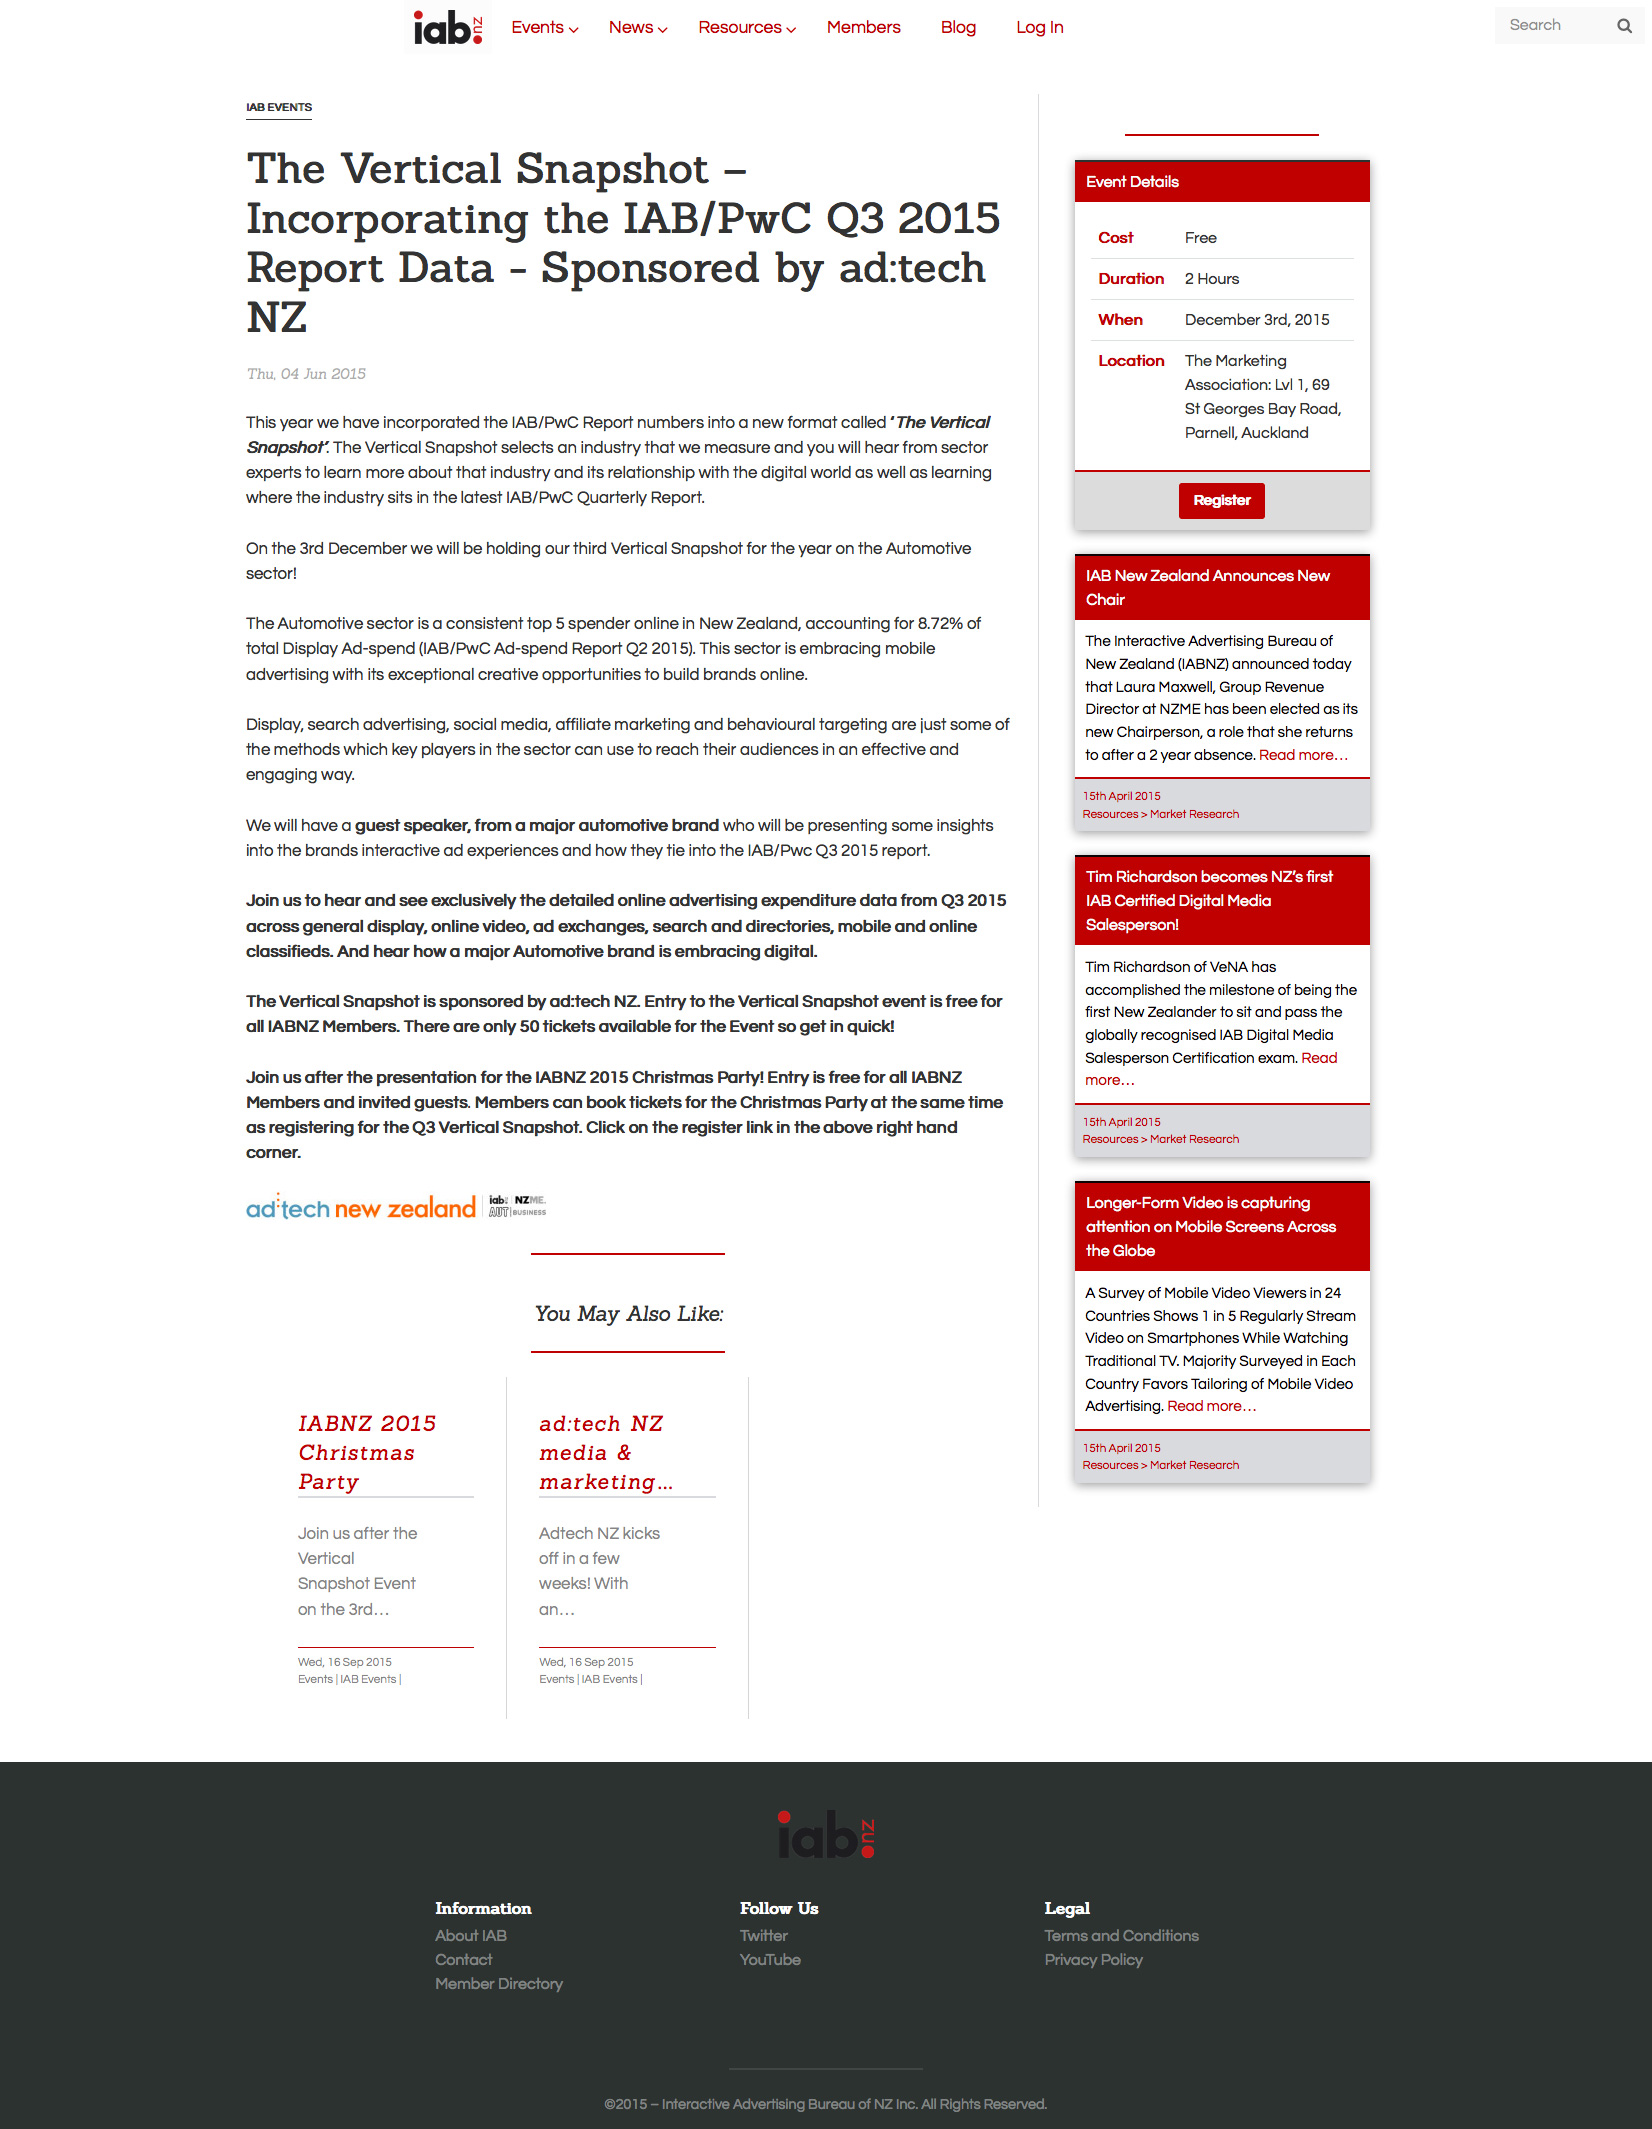 iab.nz Events News Resources Members Blog Log In Search
IAB EVENTS
The Vertical Snapshot –
Incorporating the IAB/PwC Q3 2015
Report Data - Sponsored by ad:tech
NZ
Thu, 04 Jun 2015
This year we have incorporated the IAB/PwC Report numbers into a new format called ‘The Vertical
Snapshot’. The Vertical Snapshot selects an industry that we measure and you will hear from sector
experts to learn more about that industry and its relationship with the digital world as well as learning
where the industry sits in the latest IAB/PwC Quarterly Report.
On the 3rd December we will be holding our third Vertical Snapshot for the year on the Automotive
sector!
The Automotive sector is a consistent top 5 spender online in New Zealand, accounting for 8.72% of
total Display Ad-spend (IAB/PwC Ad-spend Report Q2 2015). This sector is embracing mobile
advertising with its exceptional creative opportunities to build brands online.
Display, search advertising, social media, affiliate marketing and behavioural targeting are just some of
the methods which key players in the sector can use to reach their audiences in an effective and
engaging way.
We will have a guest speaker, from a major automotive brand who will be presenting some insights
into the brands interactive ad experiences and how they tie into the IAB/Pwc Q3 2015 report.
Join us to hear and see exclusively the detailed online advertising expenditure data from Q3 2015
across general display, online video, ad exchanges, search and directories, mobile and online
classifieds. And hear how a major Automotive brand is embracing digital.
The Vertical Snapshot is sponsored by ad:tech NZ. Entry to the Vertical Snapshot event is free for
all IABNZ Members. There are only 50 tickets available for the Event so get in quick!
Join us after the presentation for the IABNZ 2015 Christmas Party! Entry is free for all IABNZ
Members and invited guests. Members can book tickets for the Christmas Party at the same time
as registering for the Q3 Vertical Snapshot. Click on the register link in the above right hand
corner.
ad:tech new zealand iab: NZME. AUT BUSINESS
You May Also Like:
IABNZ 2015
Christmas
Party
Join us after the
Vertical
Snapshot Event
on the 3rd…
Wed, 16 Sep 2015
Events | IAB Events |
ad:tech NZ
media &
marketing…
Adtech NZ kicks
off in a few
weeks! With
an…
Wed, 16 Sep 2015
Events | IAB Events |
Event Details
Cost Free
Duration 2 Hours
When December 3rd, 2015
Location The Marketing
Association: Lvl 1, 69
St Georges Bay Road,
Parnell, Auckland
Register
IAB New Zealand Announces New
Chair
The Interactive Advertising Bureau of
New Zealand (IABNZ) announced today
that Laura Maxwell, Group Revenue
Director at NZME has been elected as its
new Chairperson, a role that she returns
to after a 2 year absence. Read more…
15th April 2015
Resources > Market Research
Tim Richardson becomes NZ’s first
IAB Certified Digital Media
Salesperson!
Tim Richardson of VeNA has
accomplished the milestone of being the
first New Zealander to sit and pass the
globally recognised IAB Digital Media
Salesperson Certification exam. Read
more…
15th April 2015
Resources > Market Research
Longer-Form Video is capturing
attention on Mobile Screens Across
the Globe
A Survey of Mobile Video Viewers in 24
Countries Shows 1 in 5 Regularly Stream
Video on Smartphones While Watching
Traditional TV. Majority Surveyed in Each
Country Favors Tailoring of Mobile Video
Advertising. Read more…
15th April 2015
Resources > Market Research
iab.nz
Information
About IAB
Contact
Member Directory
Follow Us
Twitter
YouTube
Legal
Terms and Conditions
Privacy Policy
©2015 – Interactive Advertising Bureau of NZ Inc. All Rights Reserved.